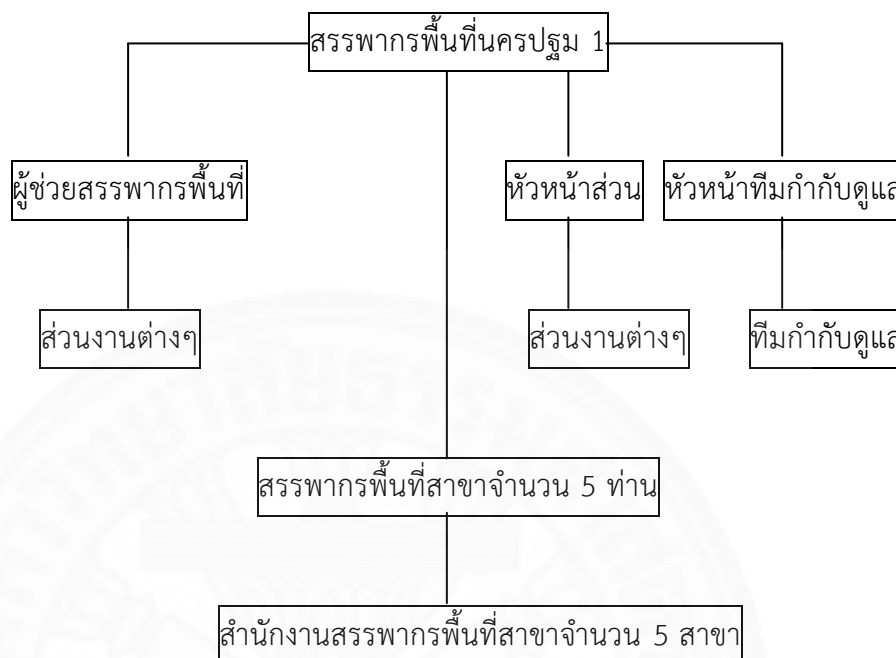 สรรพากรพื้นที่นครปฐม 1
ผู้ช่วยสรรพากรพื้นที่
หัวหน้าส่วน
หัวหน้าทีมกำกับดูแล
ส่วนงานต่างๆ
ส่วนงานต่างๆ
ทีมกำกับดูแล
สรรพากรพื้นที่สาขาจำนวน 5 ท่าน
สำนักงานสรรพากรพื้นที่สาขาจำนวน 5 สาขา